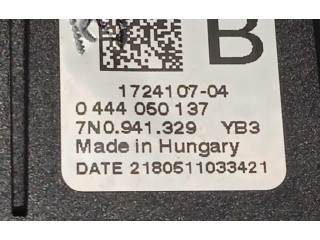 B
1724107-04
0 444 050 137
7N0.941.329 YB3
Made in Hungary
DATE 2180511033421